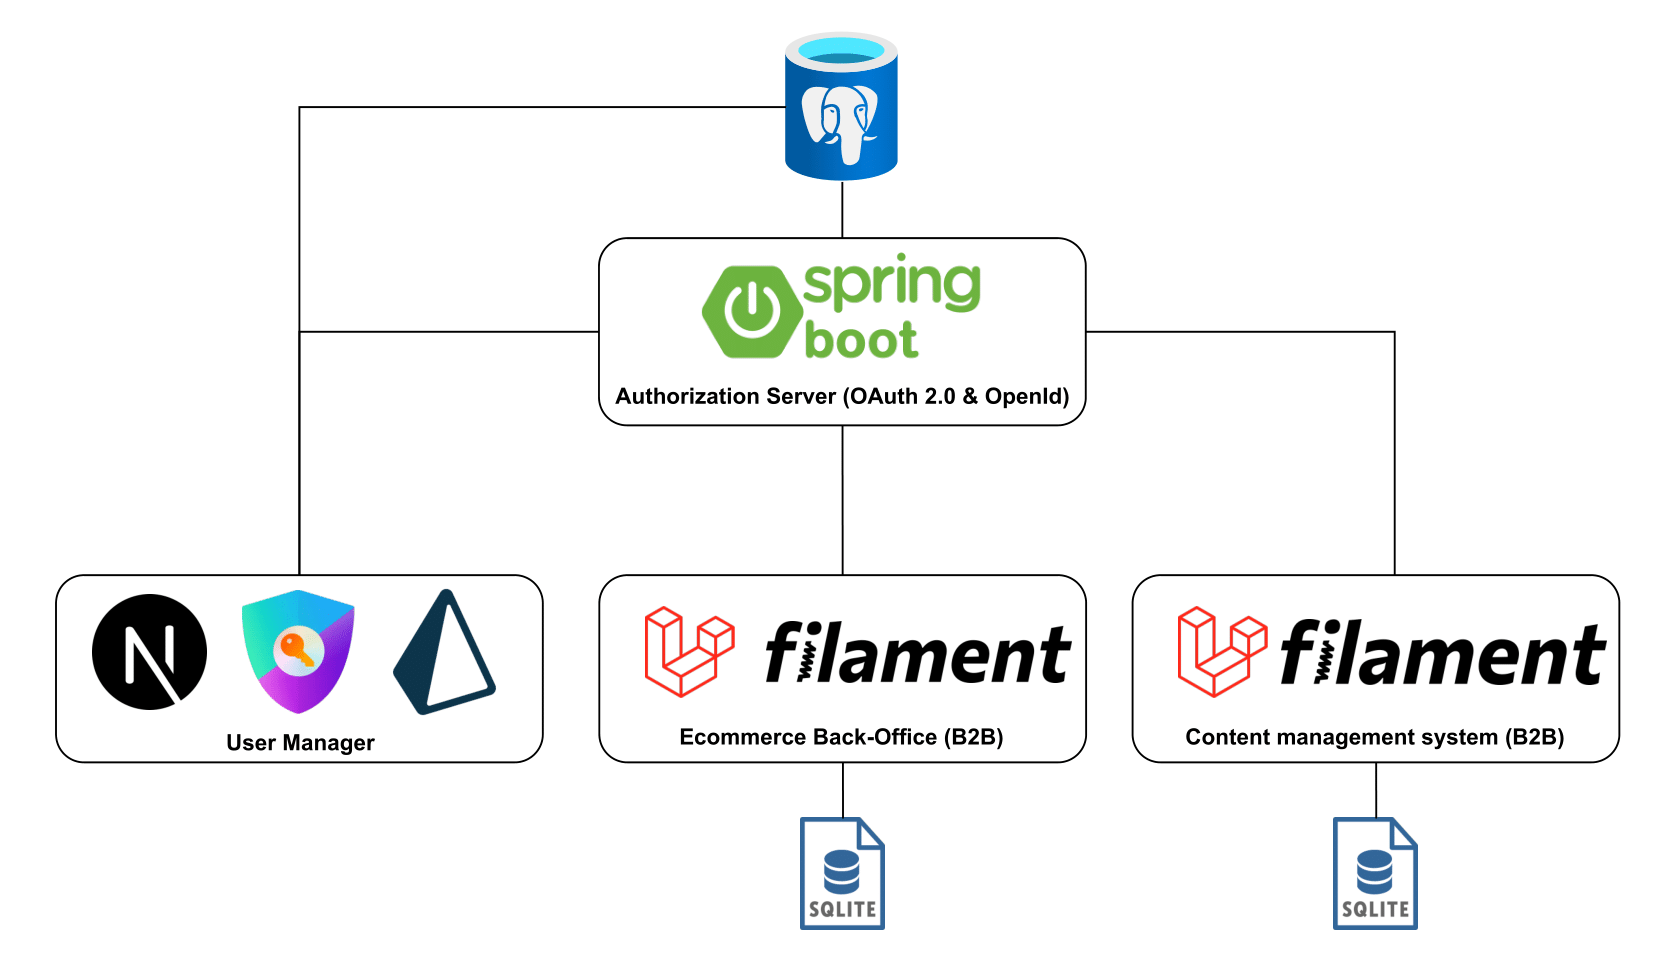 spring
boot
Authorization Server (OAuth 2.0 & OpenId)
User Manager
filament
Ecommerce Back-Office (B2B)
filament
Content management system (B2B)
SQLITE
SQLITE